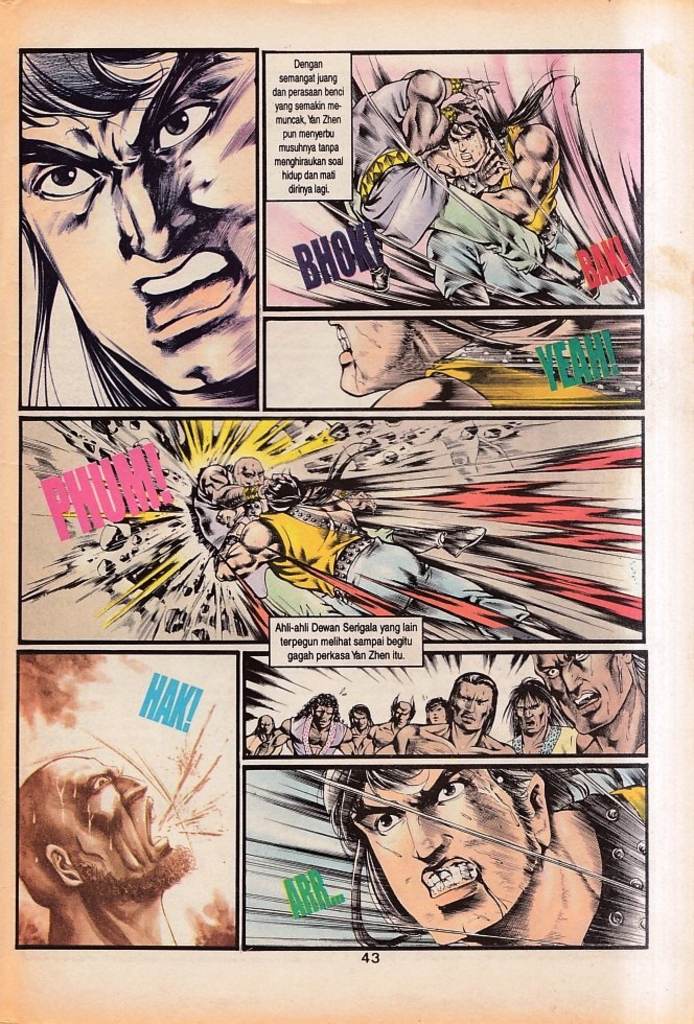 Dengan
semangat juang
dan perasaan benci
yang semakin me-
muncak, Yan Zhen
pun menyerbu
musuhnya tanpa
menghiraukan soal
hidup dan mati
dirinya lagi.
BHOK!
BAK!
YEAH!
PHUM!
Ahli-ahli Dewan Serigala yang lain
terpegun melihat sampai begitu
gagah perkasa Yan Zhen itu.
HAK!
ARR...
43